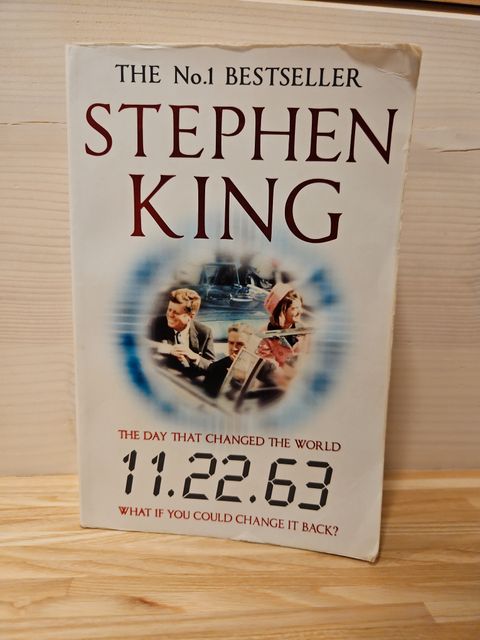 THE No.1 BESTSELLER
STEPHEN
KING
THE DAY THAT CHANGED THE WORLD
11.22.63
WHAT IF YOU COULD CHANGE IT BACK?